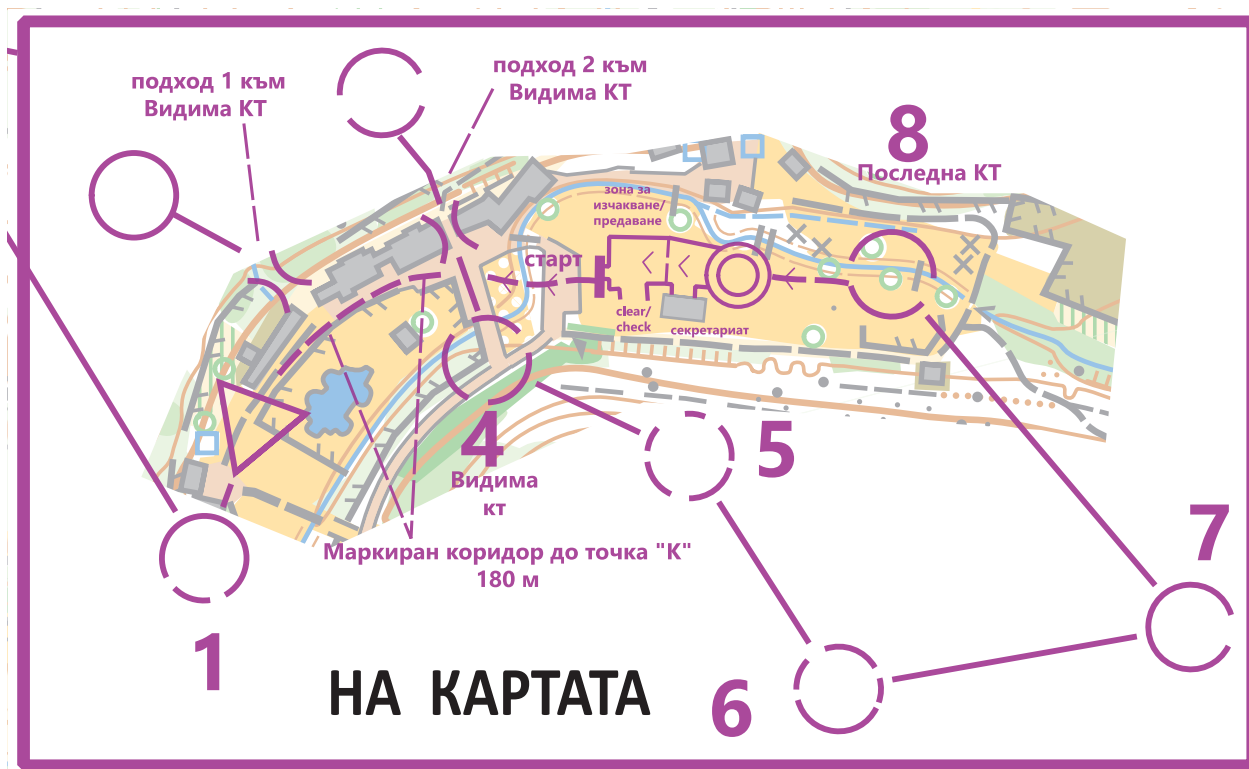 подход 1 към
Видима КТ
подход 2 към
Видима КТ
8
Последна КТ
зона за
изчакване/
предаване
старт
clear/
check
секретариат
4
Видима
кт
5
Маркиран коридор до точка "К"
180 м
7
1
НА КАРТАТА
6